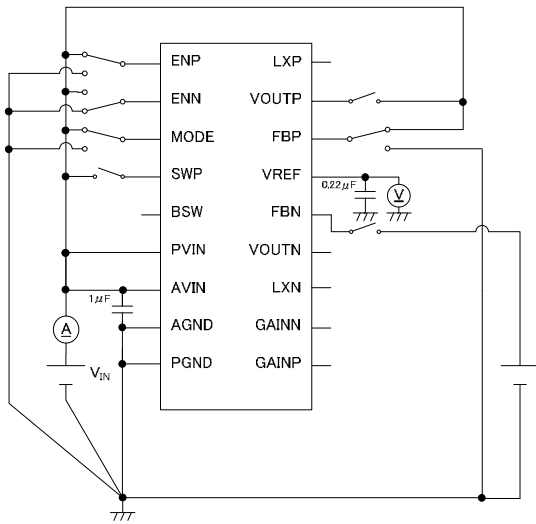 ENP LXP
ENN VOUTP
MODE FBP
SWP VREF
0.22μF V
BSW FBN
PVIN VOUTN
1μF AVIN LXN
A AGND GAINN
VIN PGND GAINP